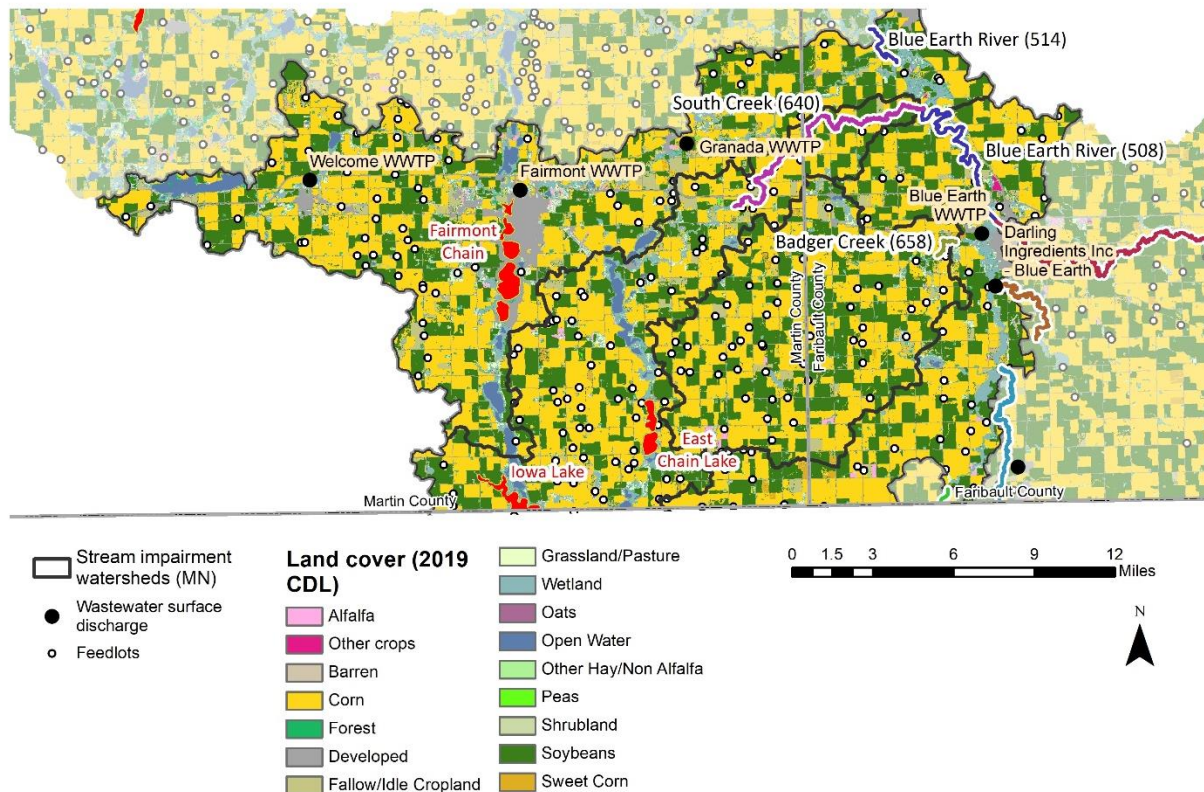 Blue Earth River (514)
South Creek (640)
Granada WWTP
Blue Earth River (508)
Welcome WWTP
Fairmont WWTP
Fairmont
Chain
Blue Earth
WWTP
Badger Creek (658)
Darling
Ingredients Inc
- Blue Earth
Martin County
Faribault County
East
Chain Lake
Iowa Lake
Martin County
Faribault County
Stream impairment
watersheds (MN)
Wastewater surface
discharge
Feedlots
Land cover (2019
CDL)
Alfalfa
Other crops
Barren
Corn
Forest
Developed
Fallow/Idle Cropland
Grassland/Pasture
Wetland
Oats
Open Water
Other Hay/Non Alfalfa
Peas
Shrubland
Soybeans
Sweet Corn
0 1.5 3 6 9 12
Miles
N